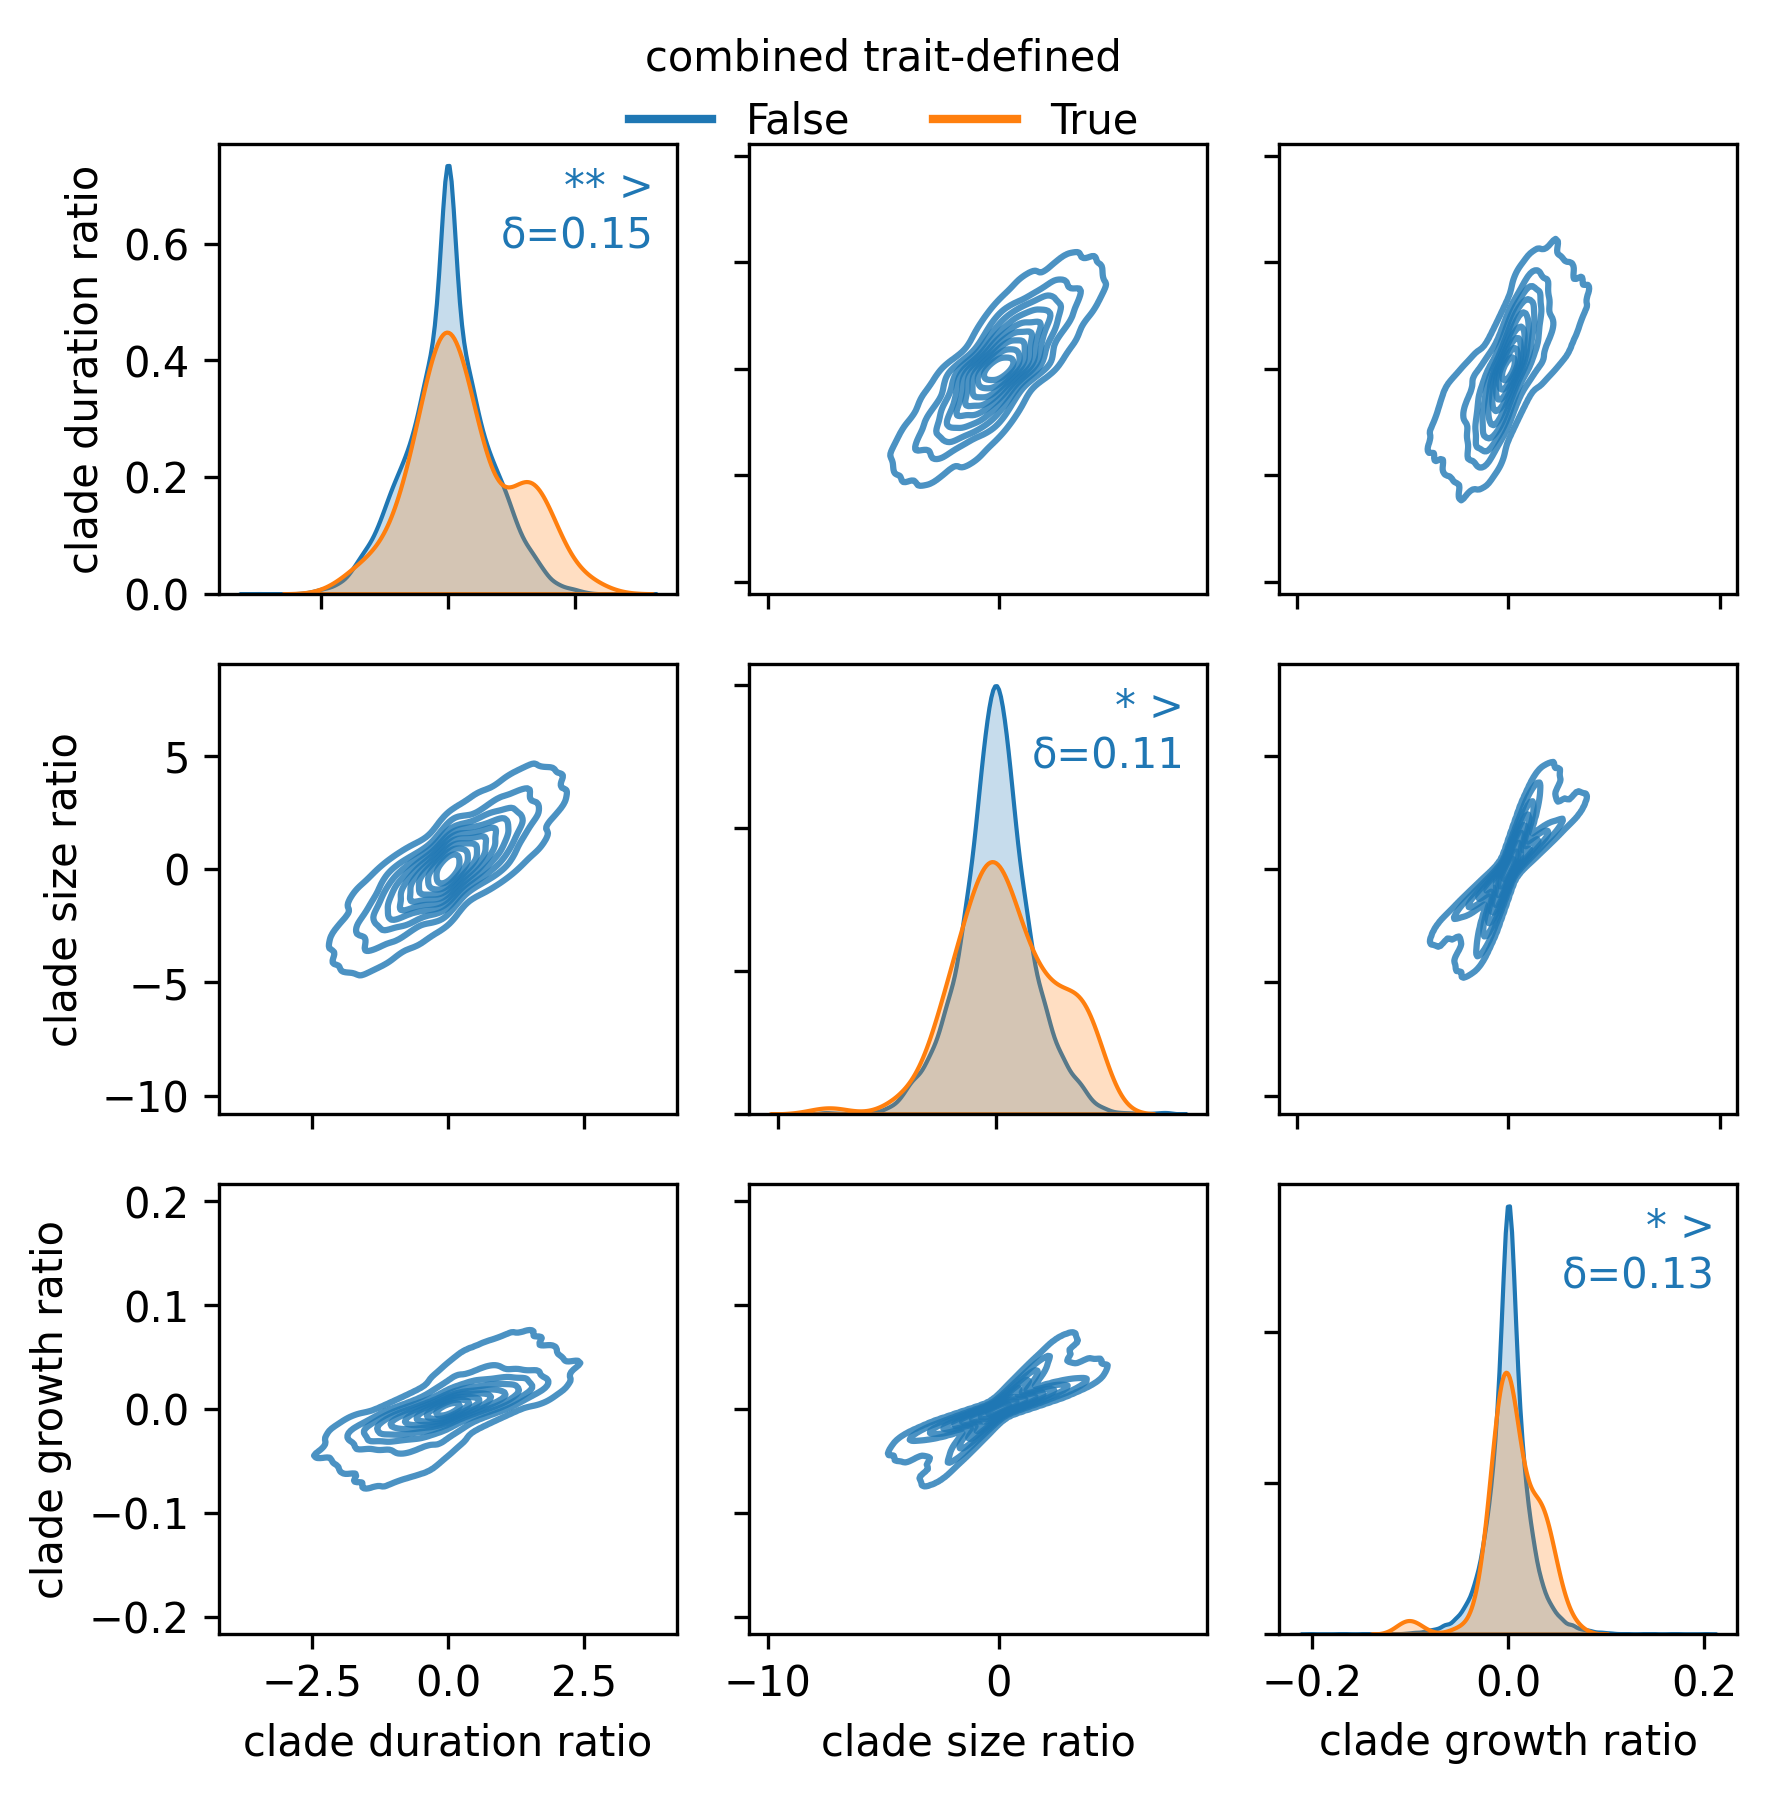 combined trait-defined
False True
** >
δ=0.15
clade duration ratio
0.6
0.4
0.2
0.0
* >
δ=0.11
clade size ratio
5
0
−5
−10
* >
δ=0.13
clade growth ratio
0.2
0.1
0.0
−0.1
−0.2
−2.5 0.0 2.5
−10 0
−0.2 0.0 0.2
clade duration ratio
clade size ratio
clade growth ratio